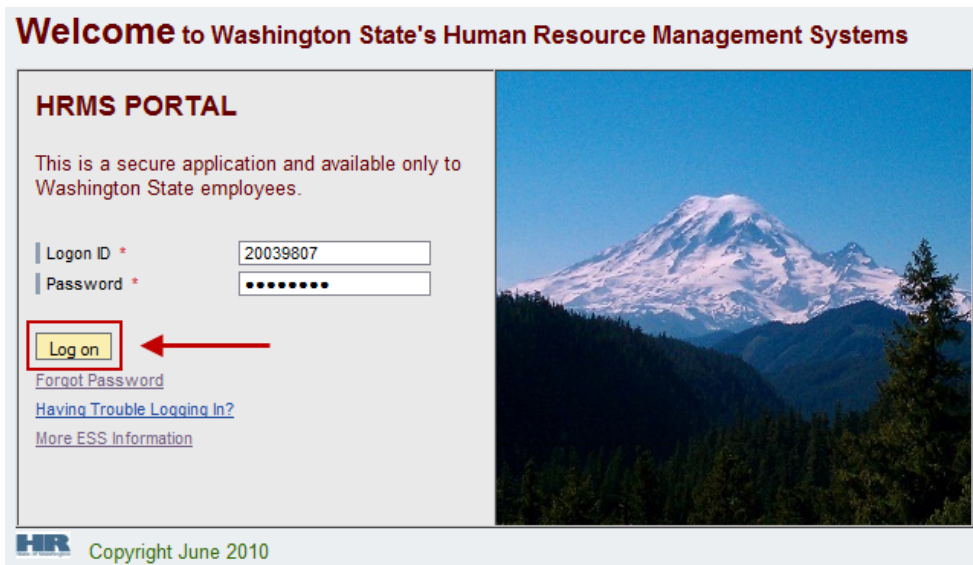 Welcome to Washington State's Human Resource Management Systems
HRMS PORTAL
This is a secure application and available only to
Washington State employees.
Logon ID * 20039807
Password * ●●●●●●●●
Log on
Forgot Password
Having Trouble Logging In?
More ESS Information
HR
Copyright June 2010